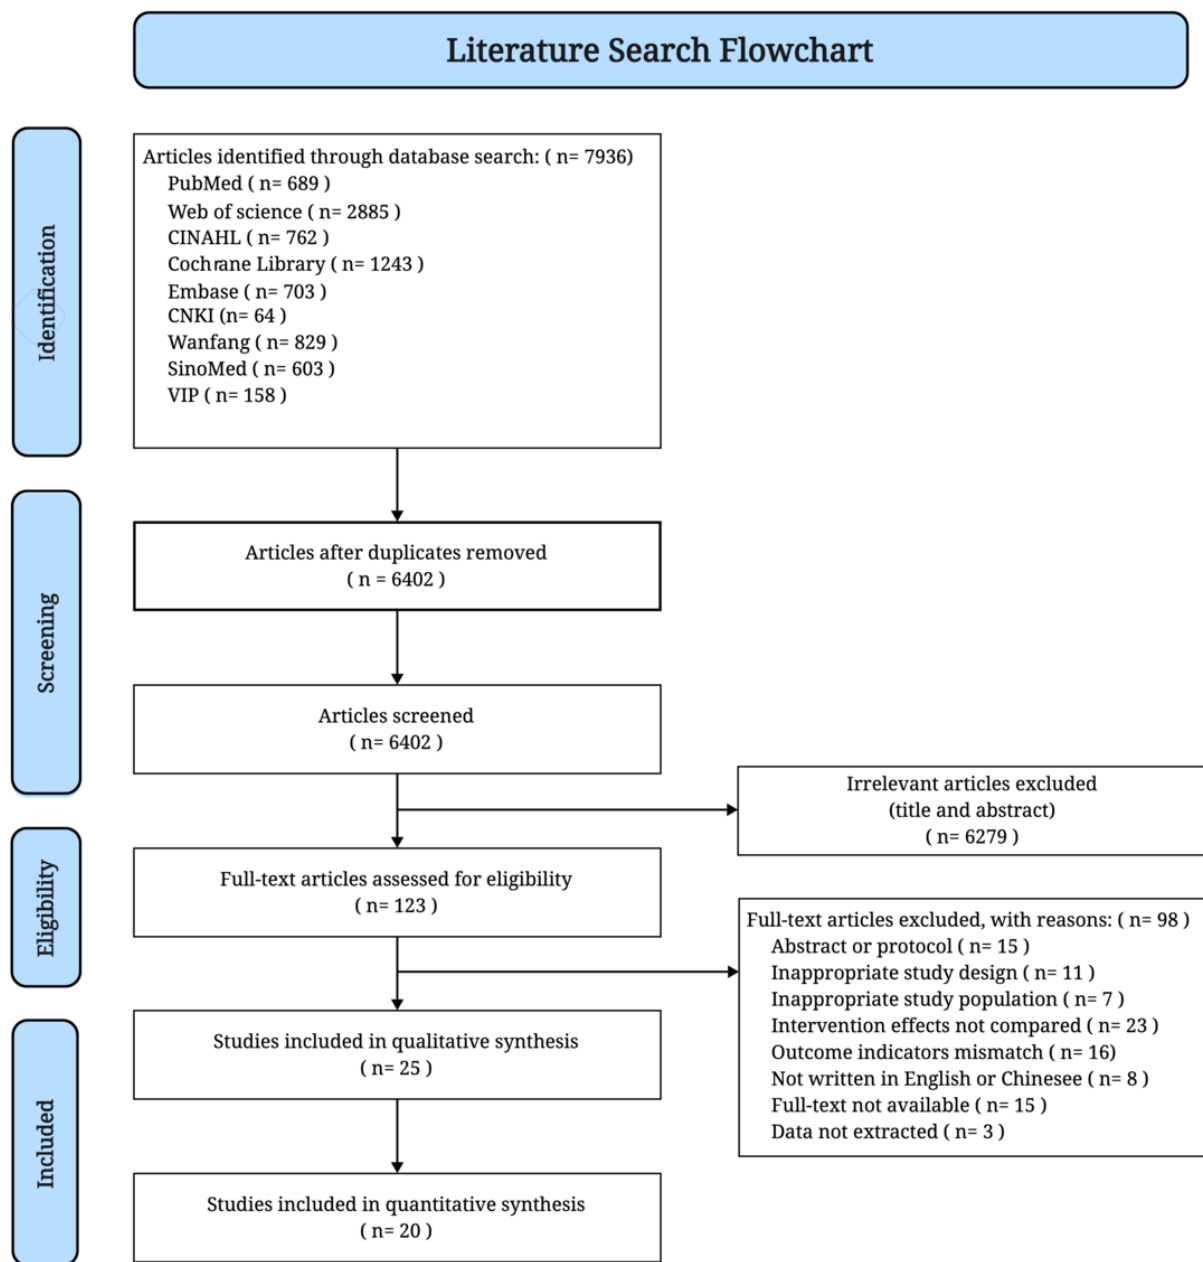 Literature Search Flowchart
Identification
Articles identified through database search: ( n= 7936)
PubMed ( n= 689 )
Web of science ( n= 2885 )
CINAHL ( n= 762 )
Cochrane Library ( n= 1243 )
Embase ( n= 703 )
CNKI (n= 64 )
Wanfang ( n= 829 )
SinoMed ( n= 603 )
VIP ( n= 158 )
Screening
Articles after duplicates removed
( n = 6402 )
Articles screened
( n= 6402 )
Irrelevant articles excluded
(title and abstract)
( n= 6279 )
Eligibility
Full-text articles assessed for eligibility
( n= 123 )
Full-text articles excluded, with reasons: ( n= 98 )
Abstract or protocol ( n= 15 )
Inappropriate study design ( n= 11 )
Inappropriate study population ( n= 7 )
Intervention effects not compared ( n= 23 )
Outcome indicators mismatch ( n= 16)
Not written in English or Chinesee ( n= 8 )
Full-text not available ( n= 15 )
Data not extracted ( n= 3 )
Included
Studies included in qualitative synthesis
( n= 25 )
Studies included in quantitative synthesis
( n= 20 )